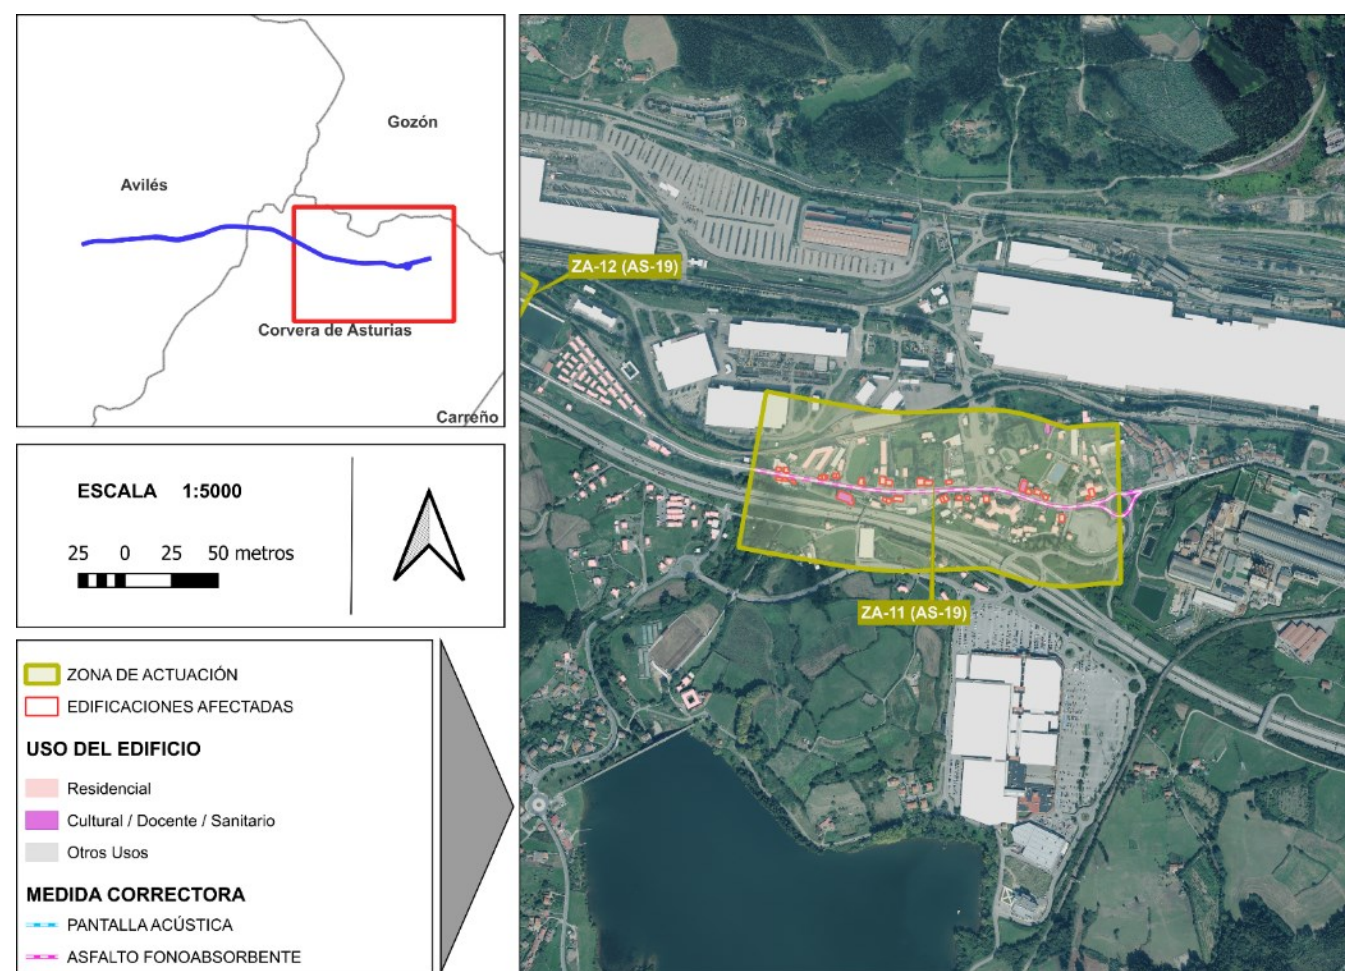 Gozón
Avilés
Corvera de Asturias
Carreño
ESCALA 1:5000
25 0 25 50 metros
ZONA DE ACTUACIÓN
EDIFICACIONES AFECTADAS
USO DEL EDIFICIO
Residencial
Cultural / Docente / Sanitario
Otros Usos
MEDIDA CORRECTORA
PANTALLA ACÚSTICA
ASFALTO FONOABSORBENTE
ZA-12 (AS-19)
ZA-11 (AS-19)